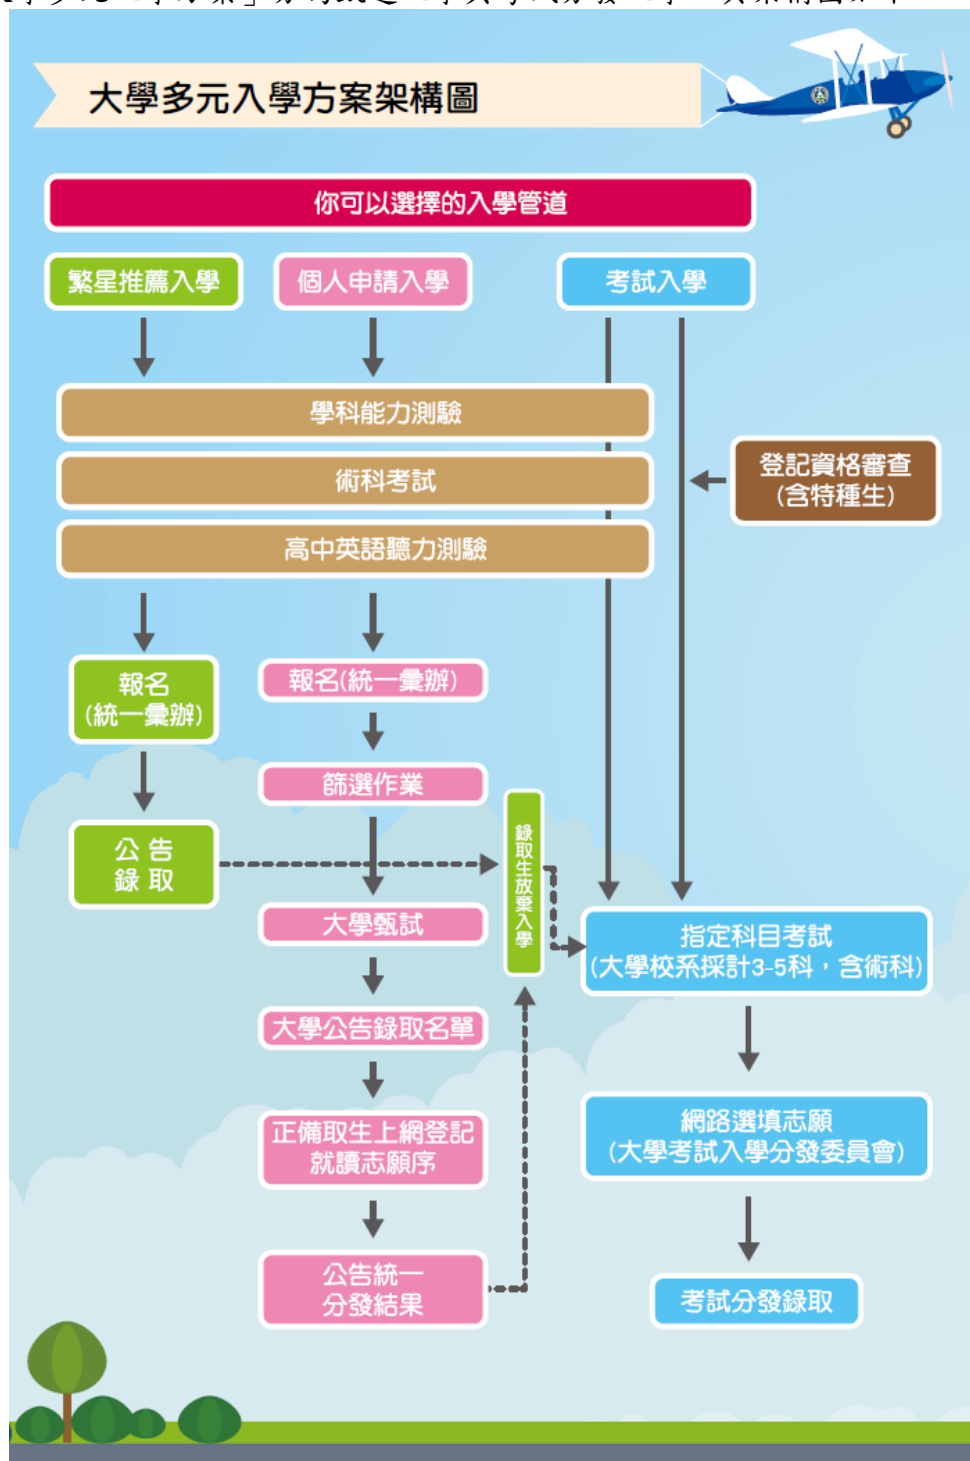 大學多元入學方案架構圖
你可以選擇的入學管道
繁星推薦入學
個人申請入學
考試入學
學科能力測驗
術科考試
高中英語聽力測驗
登記資格審查
(含特種生)
報名
(統一彙辦)
公告
錄取
報名(統一彙辦)
篩選作業
大學甄試
大學公告錄取名單
正備取生上網登記
就讀志願序
公告統一
分發結果
錄取生放棄入學
指定科目考試
(大學校系採計3-5科，含術科)
網路選填志願
(大學考試入學分發委員會)
考試分發錄取